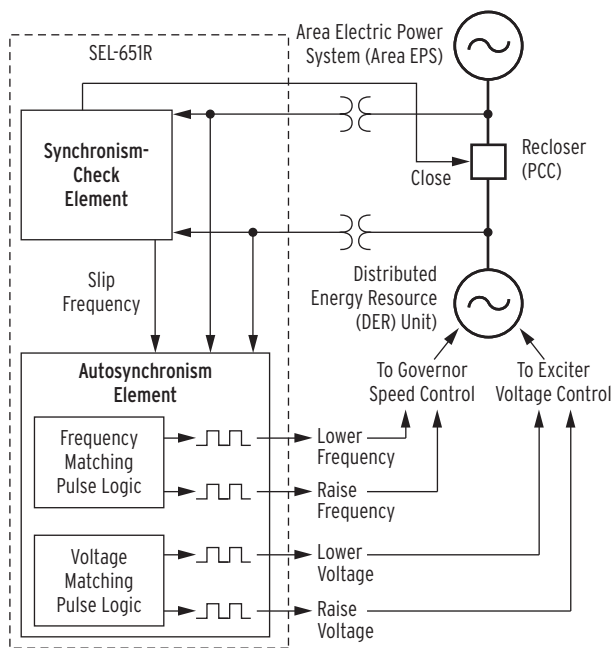 SEL-651R
Area Electric Power
System (Area EPS)
Synchronism-
Check
Element
Recloser
(PCC)
Close
Slip
Frequency
Distributed
Energy Resource
(DER) Unit)
Autosynchronism
Element
To Governor
Speed Control
To Exciter
Voltage Control
Frequency
Matching
Pulse Logic
Lower
Frequency
Raise
Frequency
Voltage
Matching
Pulse Logic
Lower
Voltage
Raise
Voltage